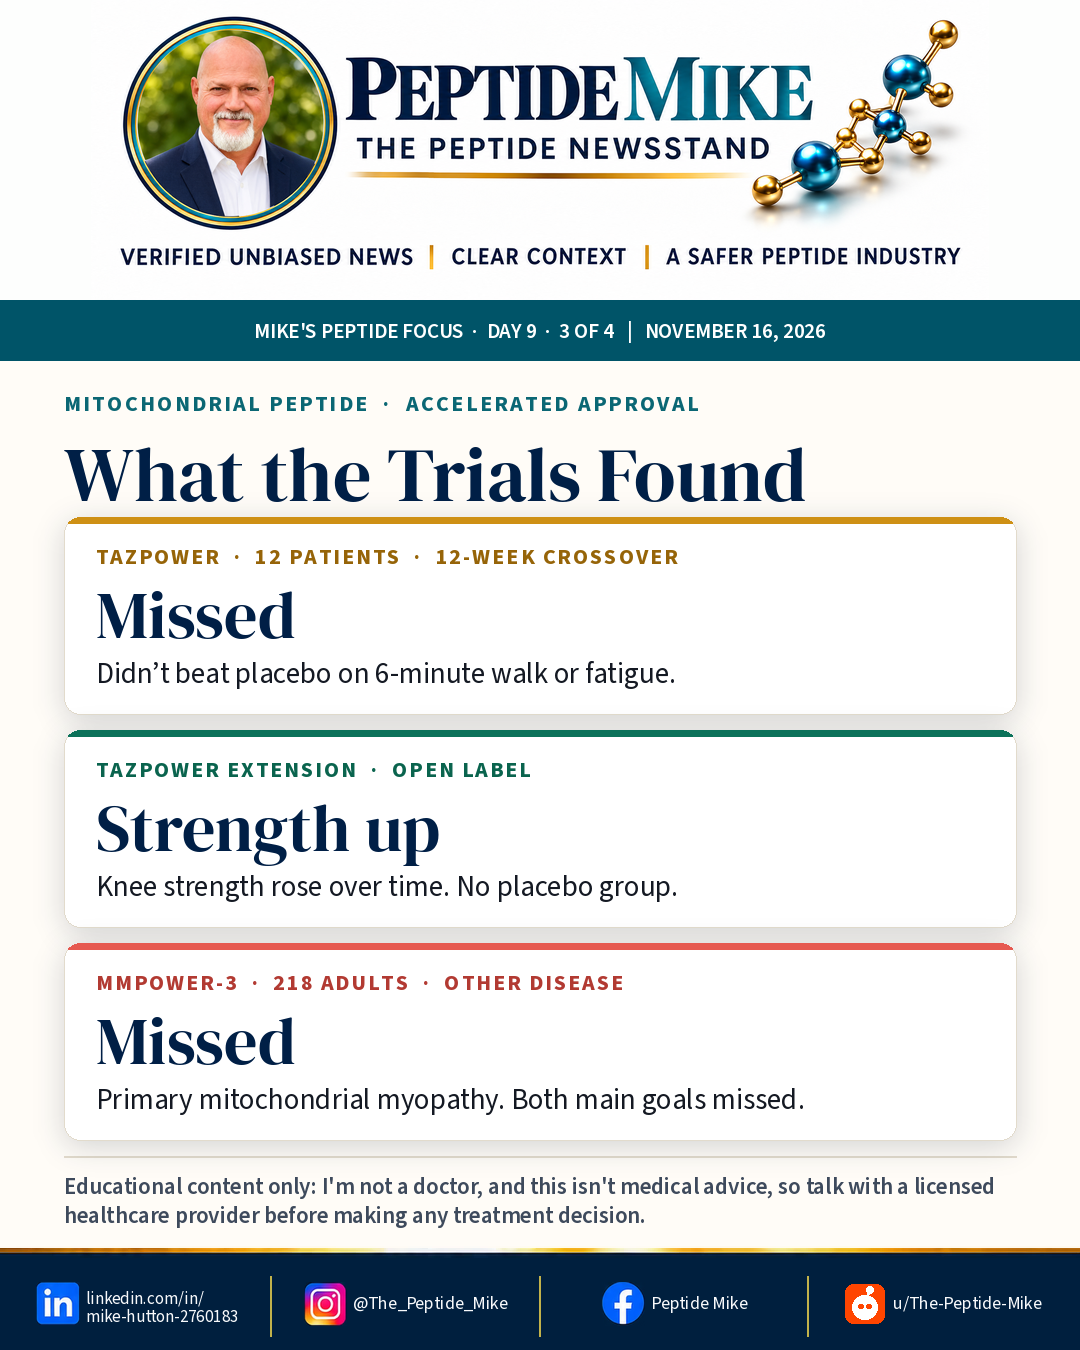 PEPTIDEMIKE
THE PEPTIDE NEWSSTAND
VERIFIED UNBIASED NEWS | CLEAR CONTEXT | A SAFER PEPTIDE INDUSTRY
MIKE'S PEPTIDE FOCUS · DAY 9 · 3 OF 4 | NOVEMBER 16, 2026
MITOCHONDRIAL PEPTIDE · ACCELERATED APPROVAL
What the Trials Found
TAZPOWER · 12 PATIENTS · 12-WEEK CROSSOVER
Missed
Didn’t beat placebo on 6-minute walk or fatigue.
TAZPOWER EXTENSION · OPEN LABEL
Strength up
Knee strength rose over time. No placebo group.
MMPOWER-3 · 218 ADULTS · OTHER DISEASE
Missed
Primary mitochondrial myopathy. Both main goals missed.
Educational content only: I'm not a doctor, and this isn't medical advice, so talk with a licensed
healthcare provider before making any treatment decision.
in linkedin.com/in/
mike-hutton-2760183
@The_Peptide_Mike
Peptide Mike
u/The-Peptide-Mike